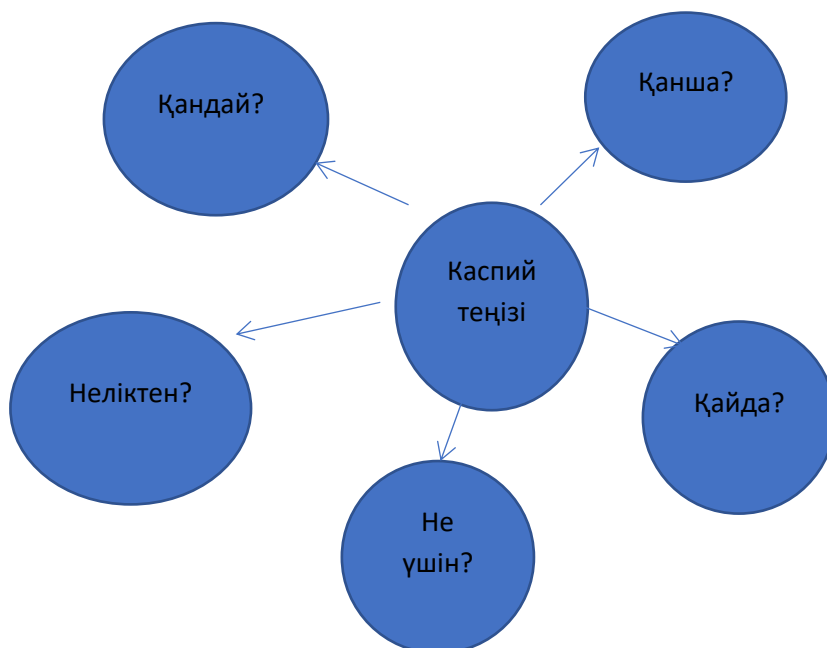 Қандай?
Қанша?
Каспий
теңізі
Неліктен?
Қайда?
Не
үшін?